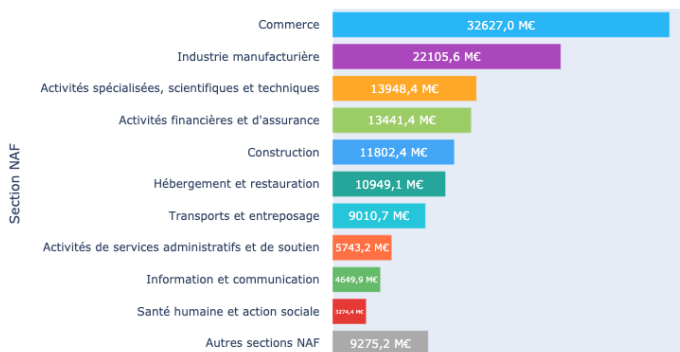 Section NAF
Commerce 32627,0 M€
Industrie manufacturière 22105,6 M€
Activités spécialisées, scientifiques et techniques 13948,4 M€
Activités financières et d'assurance 13441,4 M€
Construction 11802,4 M€
Hébergement et restauration 10949,1 M€
Transports et entreposage 9010,7 M€
Activités de services administratifs et de soutien 5743,2 M€
Information et communication 4649,9 M€
Santé humaine et action sociale 3274,4 M€
Autres sections NAF 9275,2 M€